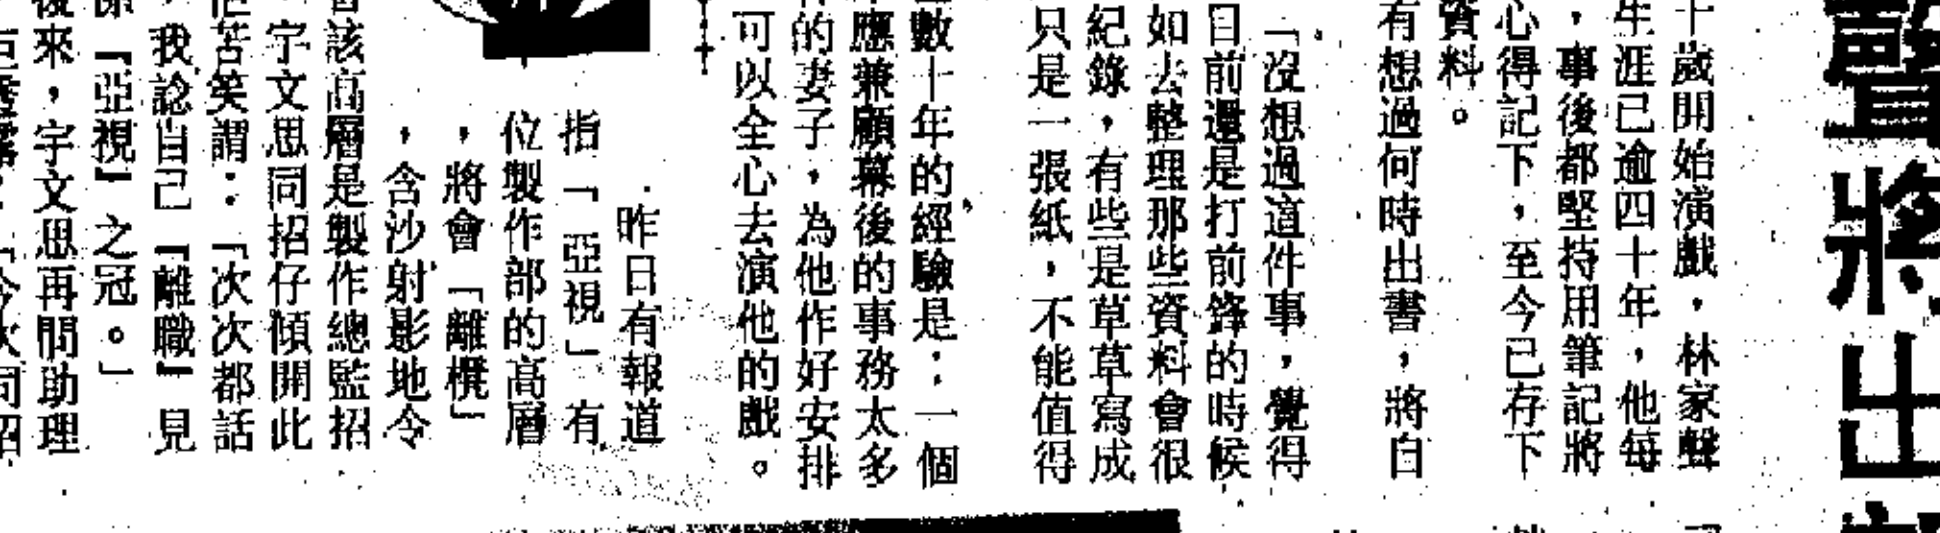 聲將出
十歲開始演戲，林家聲
生涯已逾四十年，他每
，事後都堅持用筆記將
心得記下，至今已存下
資料。
有想過何時出書，將自
「沒想過這件事，覺得
目前還是打前鋒的時候
如去整理那些資料會很
紀錄，有些是草草寫成
只是一張紙，不能值得
數十年的經驗是：一個
應兼顧幕後的事務太多
的妻子，為他作好安排
可以全心去演他的戲。
昨日有報道
指「亞視」有
位製作部的高層
，將會「離櫈」
，含沙射影地令
該高層是製作總監招
宇文思同招仔傾開此
苦笑謂：「次次都話
，我諗自己『離職』見
『亞視』之冠。」
後來，宇文思再問助理